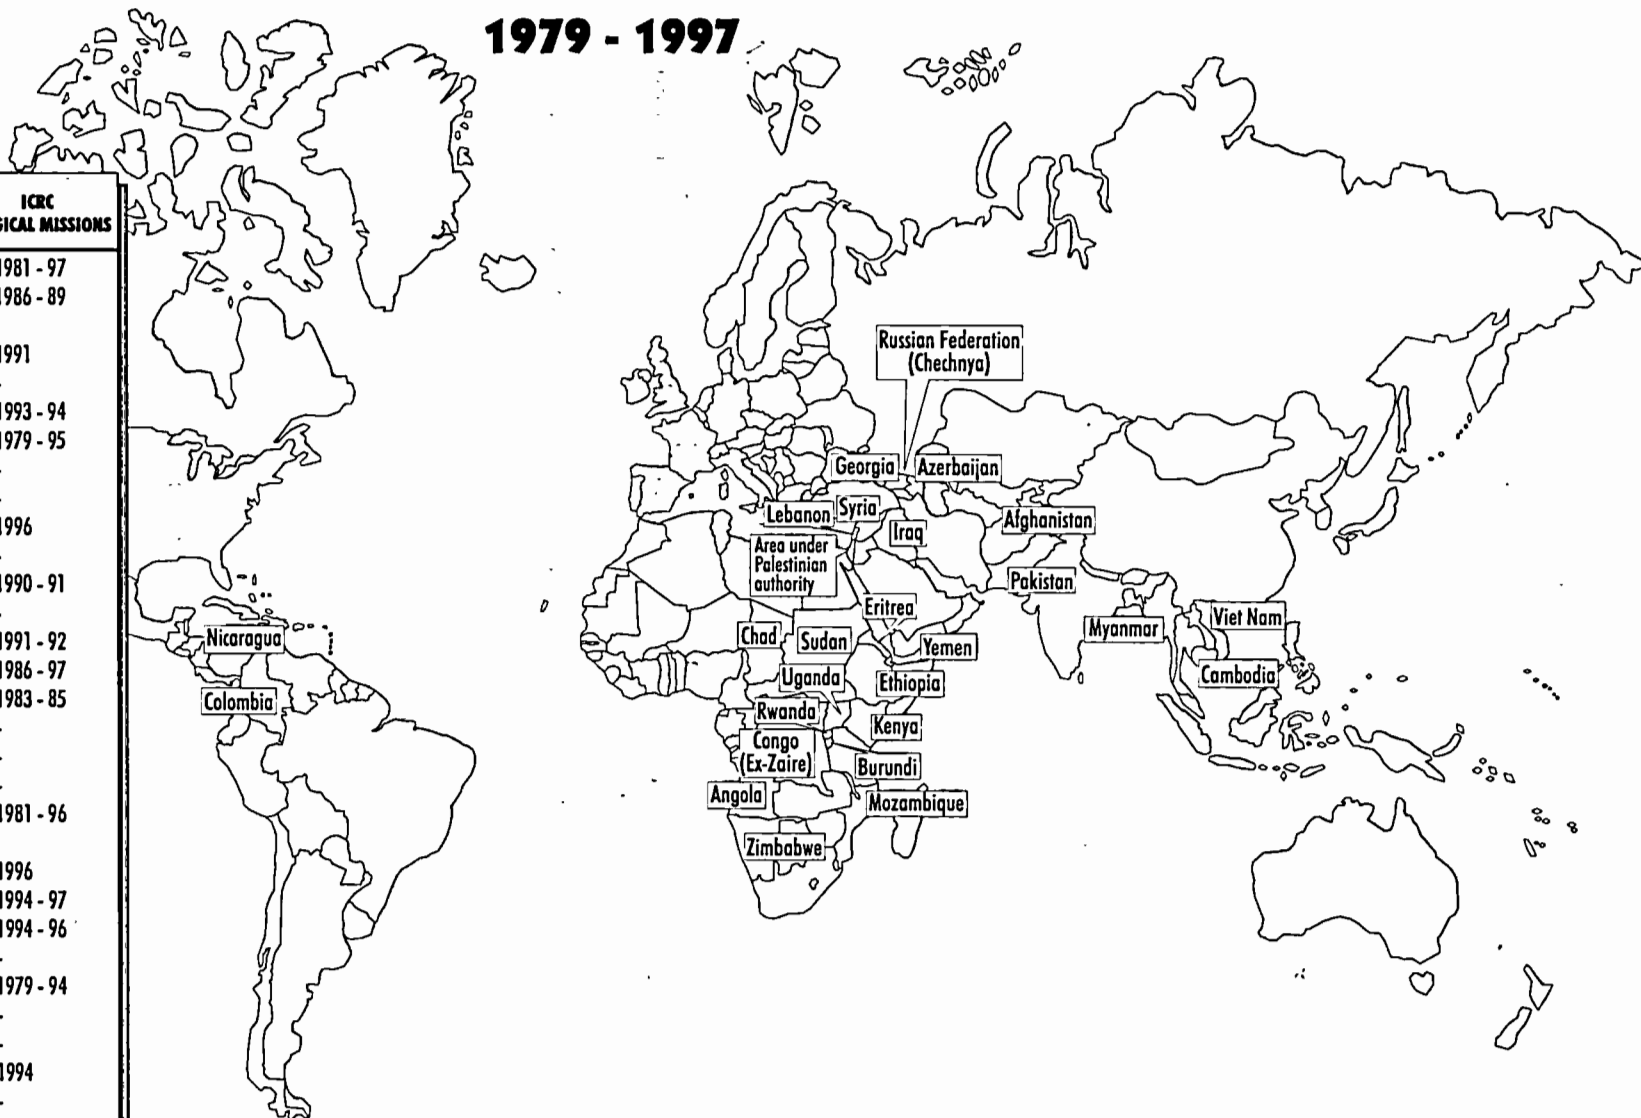 1979 - 1997
ICRC
GICAL MISSIONS
1981 - 97
1986 - 89
1991
-
1993 - 94
1979 - 95
-
-
1996
-
1990 - 91
-
1991 - 92
1986 - 97
1983 - 85
-
-
-
1981 - 96
1996
1994 - 97
1994 - 96
-
1979 - 94
-
-
1994
-
Russian Federation
(Chechnya)
Georgia
Azerbaijan
Lebanon
Syria
Iraq
Afghanistan
Area under
Palestinian
authority
Pakistan
Eritrea
Nicaragua
Chad
Sudan
Yemen
Myanmar
Viet Nam
Uganda
Ethiopia
Cambodia
Colombia
Rwanda
Kenya
Congo
(Ex-Zaire)
Burundi
Angola
Mozambique
Zimbabwe